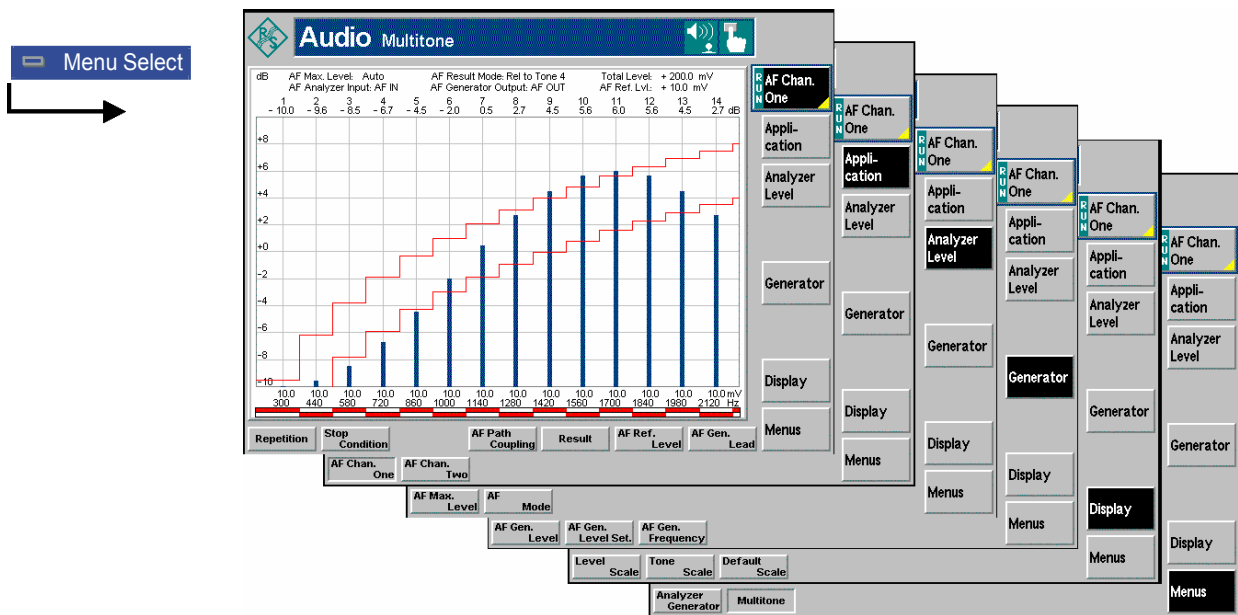 Menu Select
R&S
Audio Multitone
dB AF Max. Level: Auto AF Result Mode: Rel to Tone 4 Total Level: + 200.0 mV
AF Analyzer Input: AF IN AF Generator Output: AF OUT AF Ref. Lvl.: + 10.0 mV
1 2 3 4 5 6 7 8 9 10 11 12 13 14
- 10.0 - 9.6 - 8.5 - 6.7 - 4.5 - 2.0 0.5 2.7 4.5 5.6 6.0 5.6 4.5 2.7 dB
+8
+6
+4
+2
+0
-2
-4
-6
-8
-10
10.0 10.0 10.0 10.0 10.0 10.0 10.0 10.0 10.0 10.0 10.0 10.0 10.0 10.0 mV
300 440 580 720 860 1000 1140 1280 1420 1560 1700 1840 1980 2120 Hz
RUN
AF Chan.
One
Appli-
cation
Analyzer
Level
Generator
Display
Menus
Repetition
Stop
Condition
AF Path
Coupling
Result
AF Ref.
Level
AF Gen.
Lead
RUN
AF Chan.
One
Appli-
cation
Analyzer
Level
Generator
Display
Menus
AF Chan.
One
AF Chan.
Two
RUN
AF Chan.
One
Appli-
cation
Analyzer
Level
Generator
Display
Menus
AF Max.
Level
AF
Mode
RUN
AF Chan.
One
Appli-
cation
Analyzer
Level
Generator
Display
Menus
AF Gen.
Level
AF Gen.
Level Set.
AF Gen.
Frequency
RUN
AF Chan.
One
Appli-
cation
Analyzer
Level
Generator
Display
Menus
Level
Scale
Tone
Scale
Default
Scale
RUN
AF Chan.
One
Appli-
cation
Analyzer
Level
Generator
Display
Menus
Analyzer
Generator
Multitone